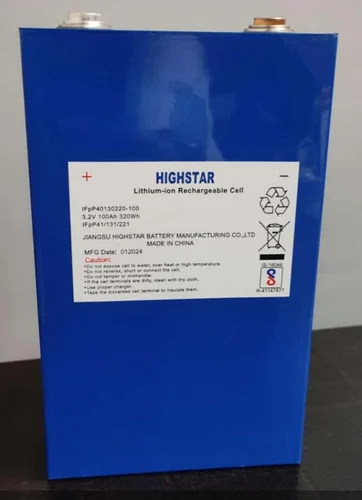 HIGHSTAR
Lithium-ion Rechargeable Cell
+
-
IFpP40130220-100
3.2V 100Ah 320Wh
IFpP41/131/221
JIANGSU HIGHSTAR BATTERY MANUFACTURING CO.,LTD
MADE IN CHINA
MFG Date: 012024
•Do not expose cell to water, over heat or high temperature.
•Do not reverse, short or connect the cell.
•Do not tamper or mishandle.
•If the cell terminals are dirty, clean with dry cloth.
•Use proper charger.
•Tape the discarded cell terminal to insulate them.
IS 16046
R-41147877